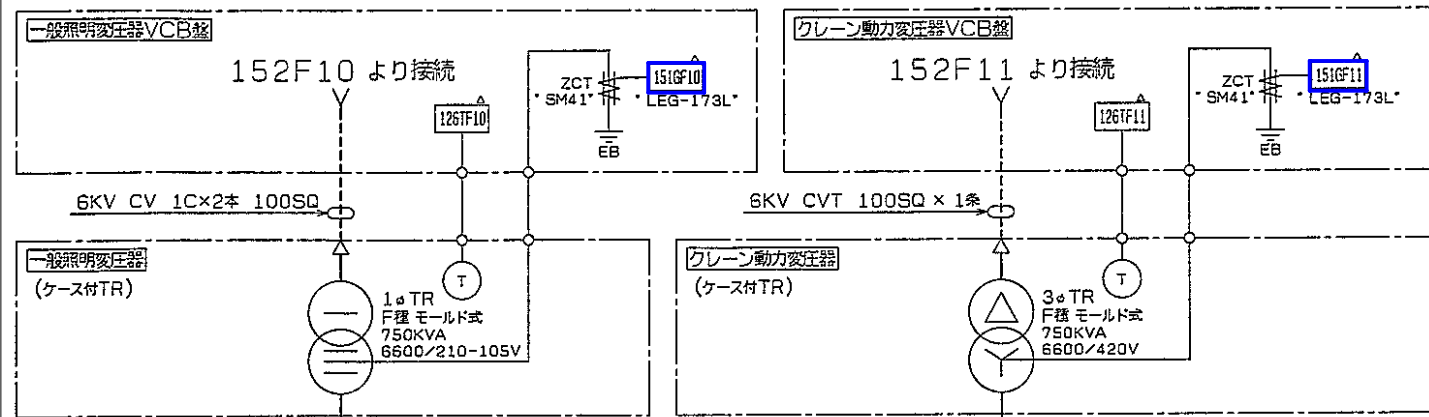 一般照明変圧器VCB盤
152F10 より接続
ZCT
"SM41"
151GF10
"LEG-173L"
EB
126TF10
6KV CV 1C×2本 100SQ
一般照明変圧器
(ケース付TR)
T
1φTR
F種 モールド式
750KVA
6600/210-105V
クレーン動力変圧器VCB盤
152F11 より接続
ZCT
"SM41"
151GF11
"LEG-173L"
EB
126TF11
6KV CVT 100SQ × 1条
クレーン動力変圧器
(ケース付TR)
T
3φTR
F種 モールド式
750KVA
6600/420V